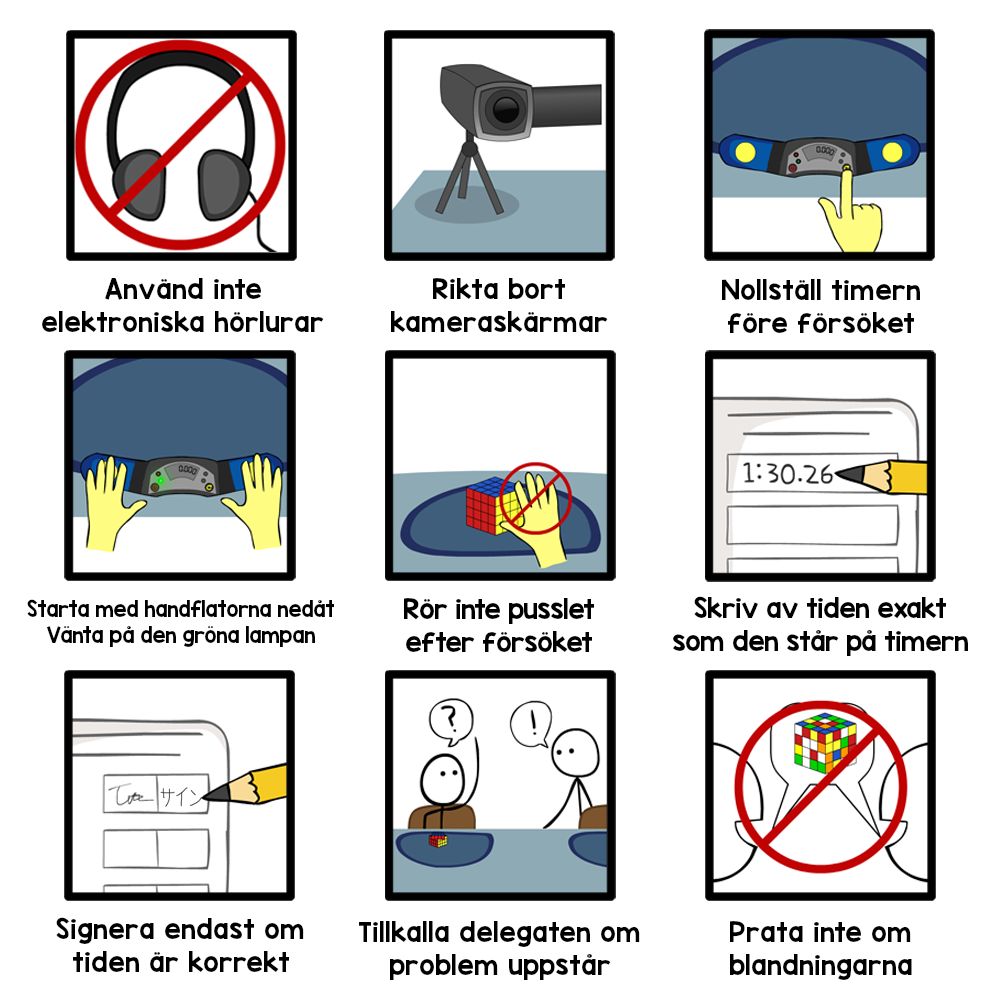 Använd inte
elektroniska hörlurar
Rikta bort
kameraskärmar
0.000
Nollställ timern
före försöket
0.000
Starta med handflatorna nedåt
Vänta på den gröna lampan
Rör inte pusslet
efter försöket
1:30.26
Skriv av tiden exakt
som den står på timern
サイン
Signera endast om
tiden är korrekt
?
!
Tillkalla delegaten om
problem uppstår
Prata inte om
blandningarna